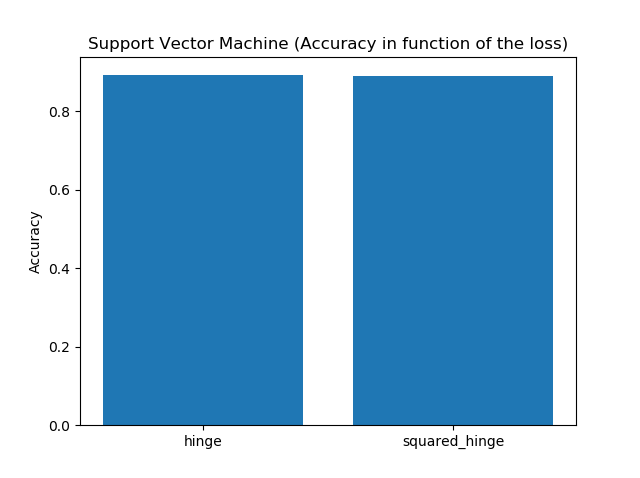 Support Vector Machine (Accuracy in function of the loss)
Accuracy
0.8
0.6
0.4
0.2
0.0
hinge
squared_hinge